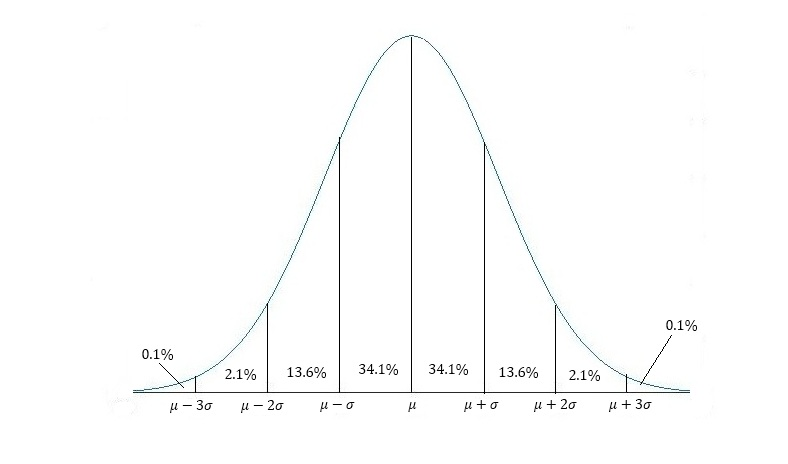 0.1%
0.1%
2.1% 13.6% 34.1% 34.1% 13.6% 2.1%
μ − 3σ μ − 2σ μ − σ μ μ + σ μ + 2σ μ + 3σ